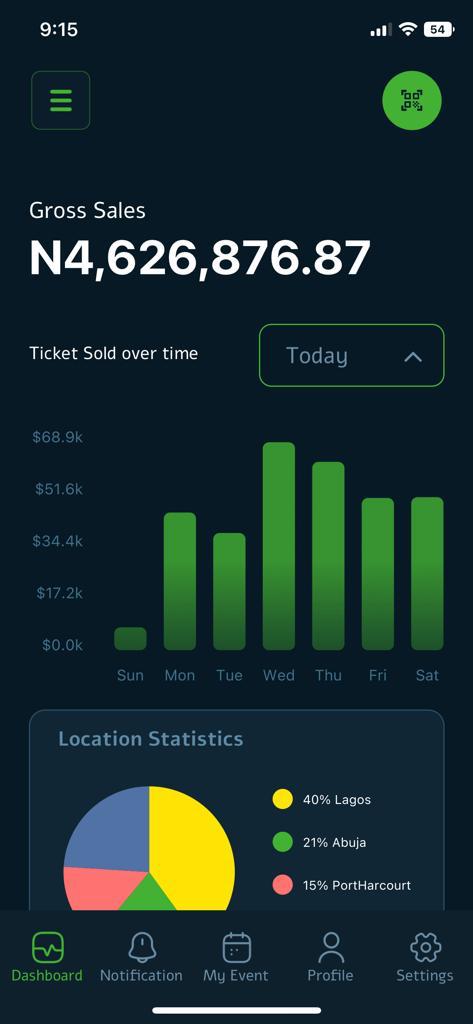 9:15
54
Gross Sales
N4,626,876.87
Ticket Sold over time
Today
$68.9k
$51.6k
$34.4k
$17.2k
$0.0k
Sun Mon Tue Wed Thu Fri Sat
Location Statistics
40% Lagos
21% Abuja
15% PortHarcourt
Dashboard Notification My Event Profile Settings